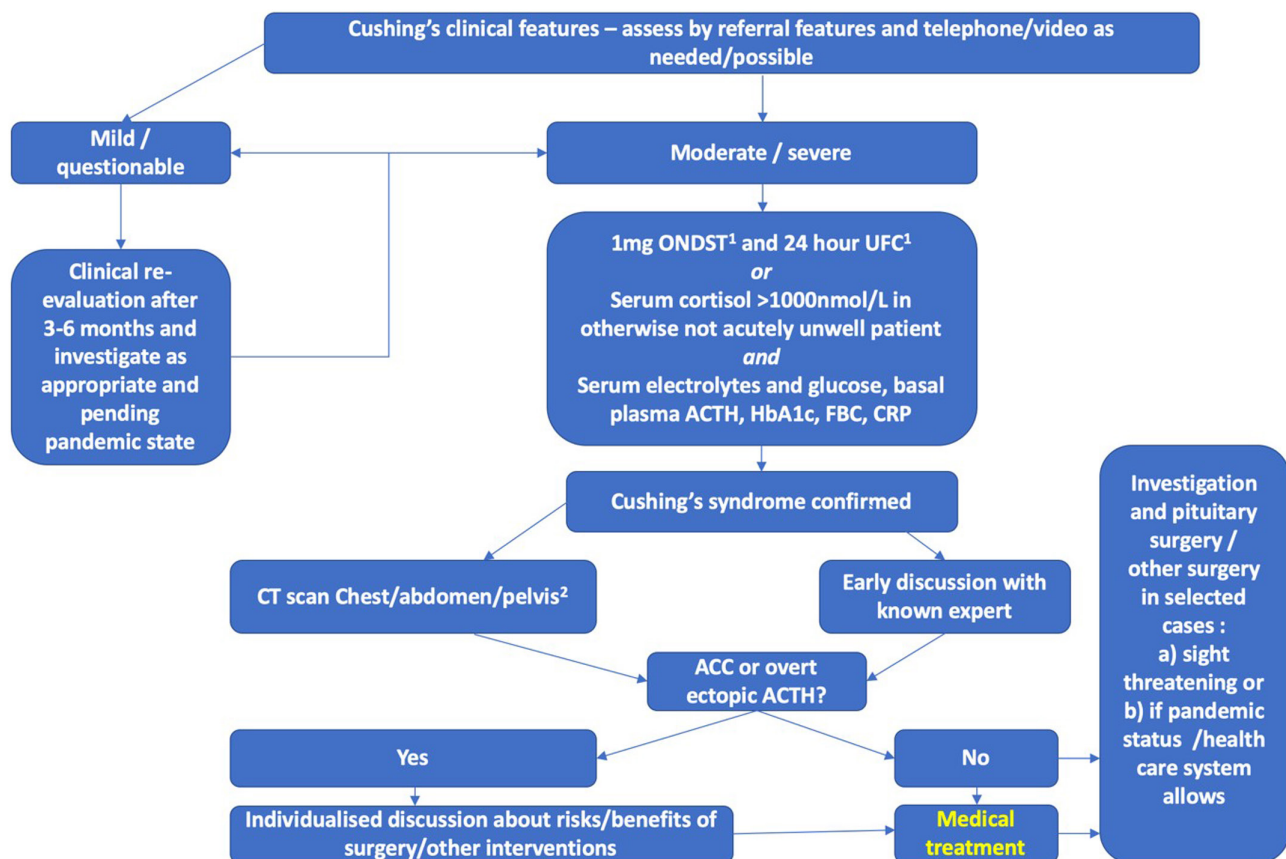 Cushing's clinical features – assess by referral features and telephone/video as
needed/possible
Mild /
questionable
Moderate / severe
Clinical re-
evaluation after
3-6 months and
investigate as
appropriate and
pending
pandemic state
1mg ONDST¹ and 24 hour UFC¹
or
Serum cortisol >1000nmol/L in
otherwise not acutely unwell patient
and
Serum electrolytes and glucose, basal
plasma ACTH, HbA1c, FBC, CRP
Cushing's syndrome confirmed
CT scan Chest/abdomen/pelvis²
Early discussion with
known expert
ACC or overt
ectopic ACTH?
Yes
No
Individualised discussion about risks/benefits of
surgery/other interventions
Medical
treatment
Investigation
and pituitary
surgery /
other surgery
in selected
cases :
a) sight
threatening or
b) if pandemic
status /health
care system
allows